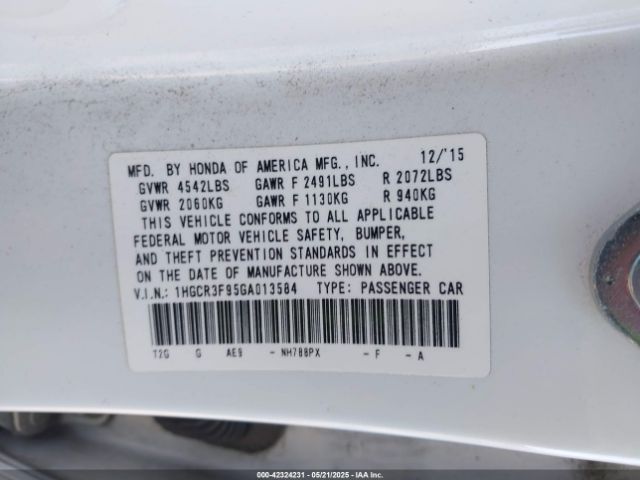 MFD. BY HONDA OF AMERICA MFG., INC. 12/'15
GVWR 4542LBS GAWR F 2491LBS R 2072LBS
GVWR 2060KG GAWR F 1130KG R 940KG
THIS VEHICLE CONFORMS TO ALL APPLICABLE
FEDERAL MOTOR VEHICLE SAFETY, BUMPER,
AND THEFT PREVENTION STANDARDS IN EFFECT
ON THE DATE OF MANUFACTURE SHOWN ABOVE.
V.I.N.: 1HGCR3F95GA013584 TYPE: PASSENGER CAR
T2G G AE9 - NH788PX - F - A
000-42324231 - 05/21/2025 - IAA Inc.